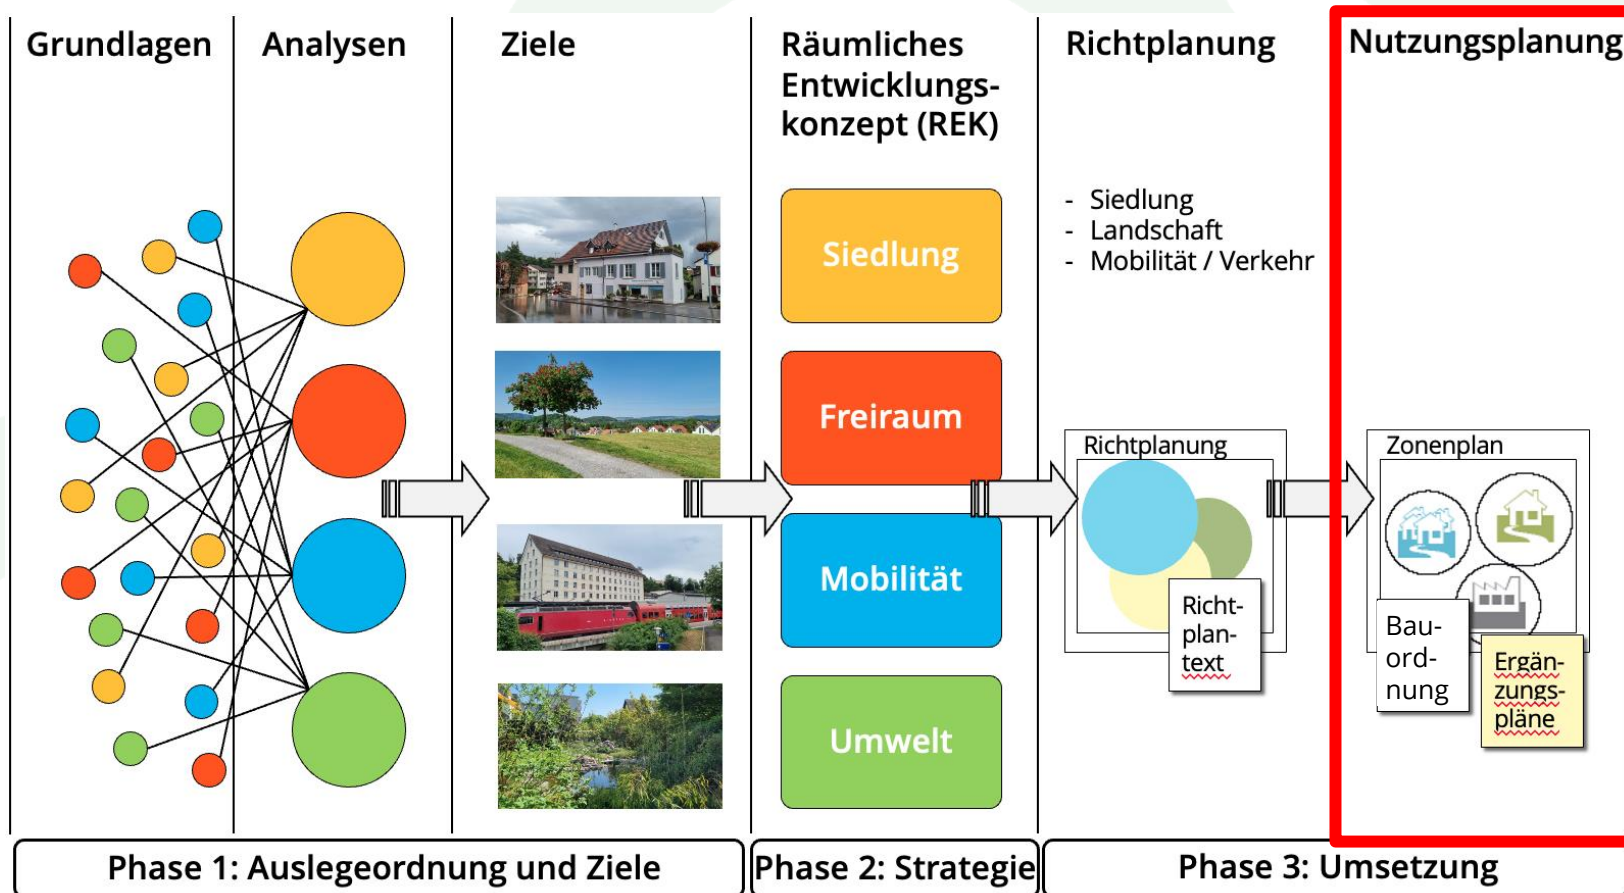 Grundlagen
Analysen
Ziele
Räumliches
Entwicklungs-
konzept (REK)
Richtplanung
Nutzungsplanung
- Siedlung
- Landschaft
- Mobilität / Verkehr
Siedlung
Freiraum
Mobilität
Umwelt
Richtplanung
Richt-
plan-
text
Zonenplan
Bau-
ord-
nung
Ergän-
zungs-
pläne
Phase 1: Auslegeordnung und Ziele
Phase 2: Strategie
Phase 3: Umsetzung